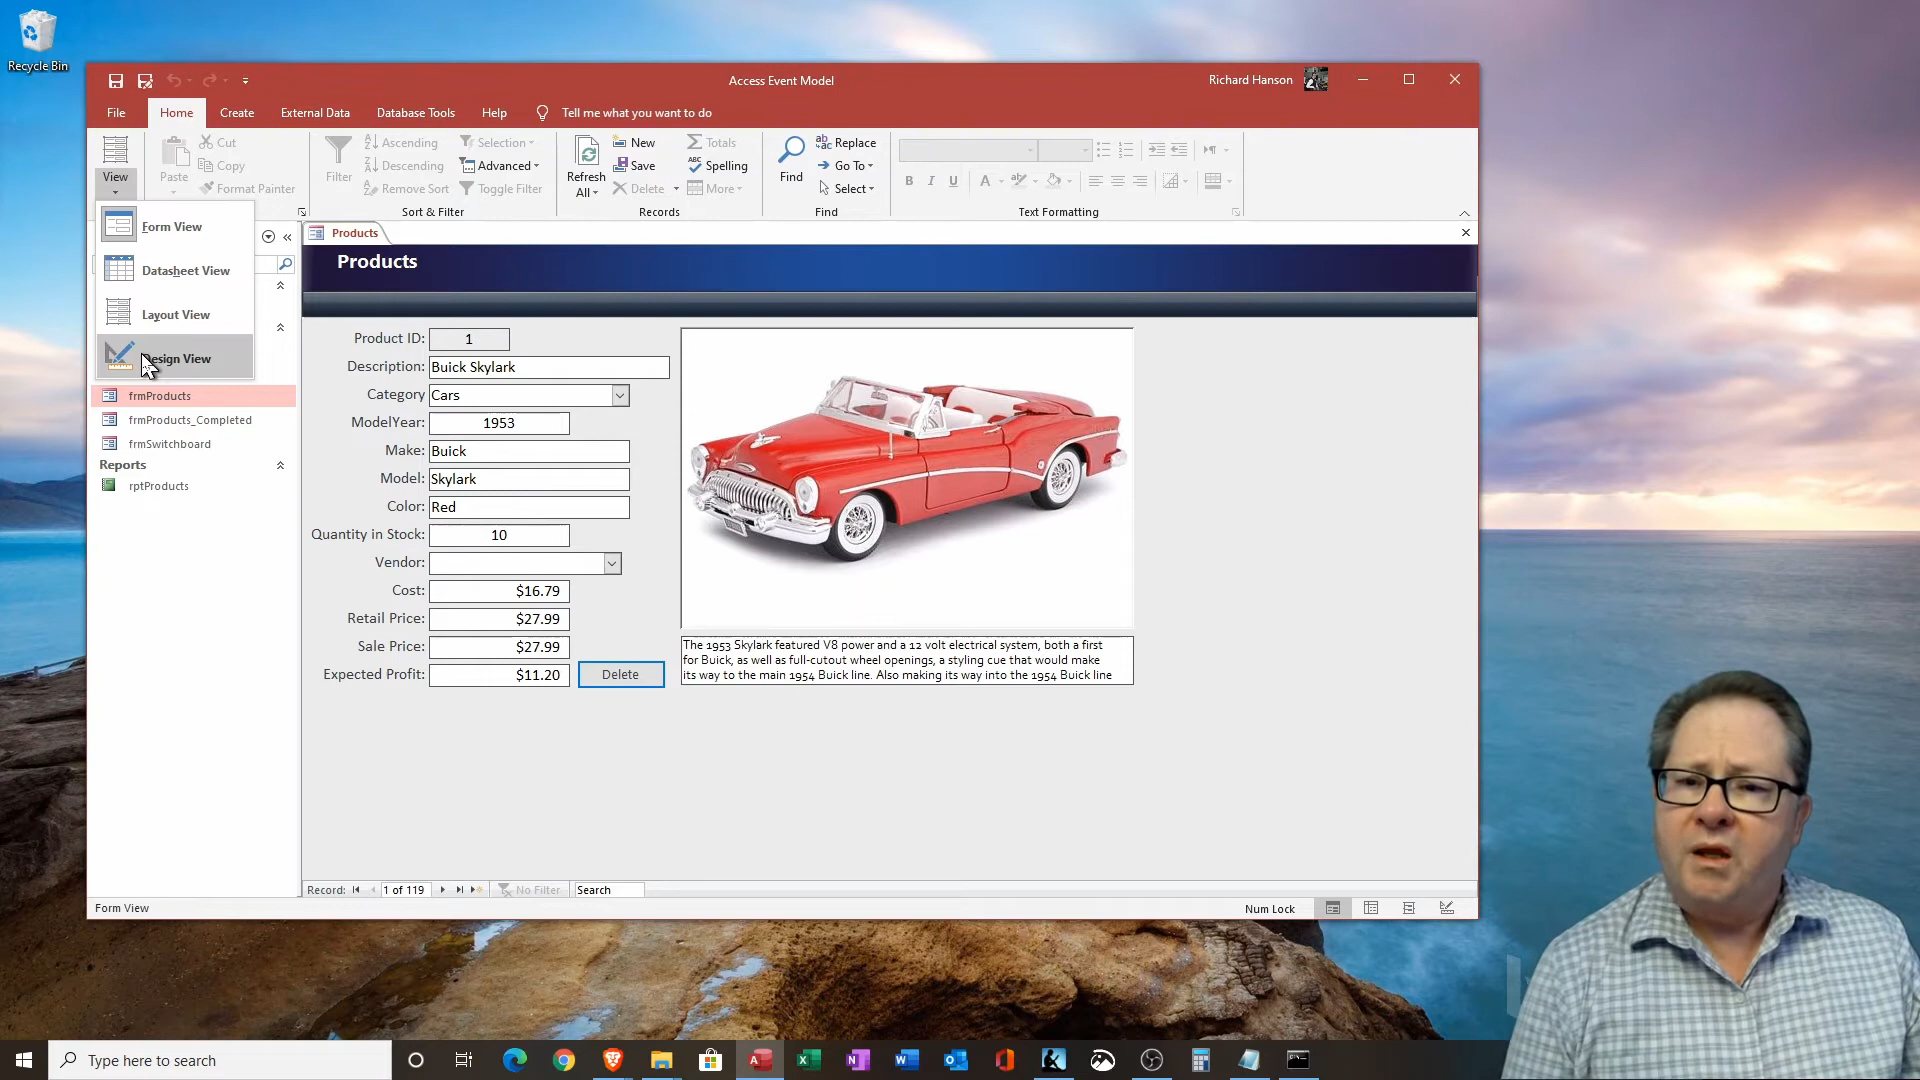 Recycle Bin
Access Event Model
Richard Hanson
File
Home
Create
External Data
Database Tools
Help
Tell me what you want to do
View
Paste
Cut
Copy
Format Painter
Filter
Ascending
Descending
Remove Sort
Selection
Advanced
Toggle Filter
Sort & Filter
Refresh
All
New
Save
Delete
Totals
Spelling
More
Records
Find
Replace
Go To
Select
Find
B I U A
Text Formatting
Form View
Datasheet View
Layout View
Design View
frmProducts
frmProducts_Completed
frmSwitchboard
Reports
rptProducts
Products
Products
Product ID: 1
Description: Buick Skylark
Category Cars
ModelYear: 1953
Make: Buick
Model: Skylark
Color: Red
Quantity in Stock: 10
Vendor:
Cost: $16.79
Retail Price: $27.99
Sale Price: $27.99
Expected Profit: $11.20
Delete
The 1953 Skylark featured V8 power and a 12 volt electrical system, both a first
for Buick, as well as full-cutout wheel openings, a styling cue that would make
its way to the main 1954 Buick line. Also making its way into the 1954 Buick line
Record: 1 of 119 No Filter Search
Form View
Num Lock
Type here to search